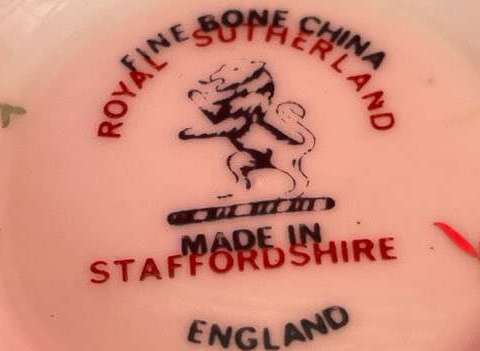 FINE BONE CHINA
ROYAL SUTHERLAND
MADE IN
STAFFORDSHIRE
ENGLAND